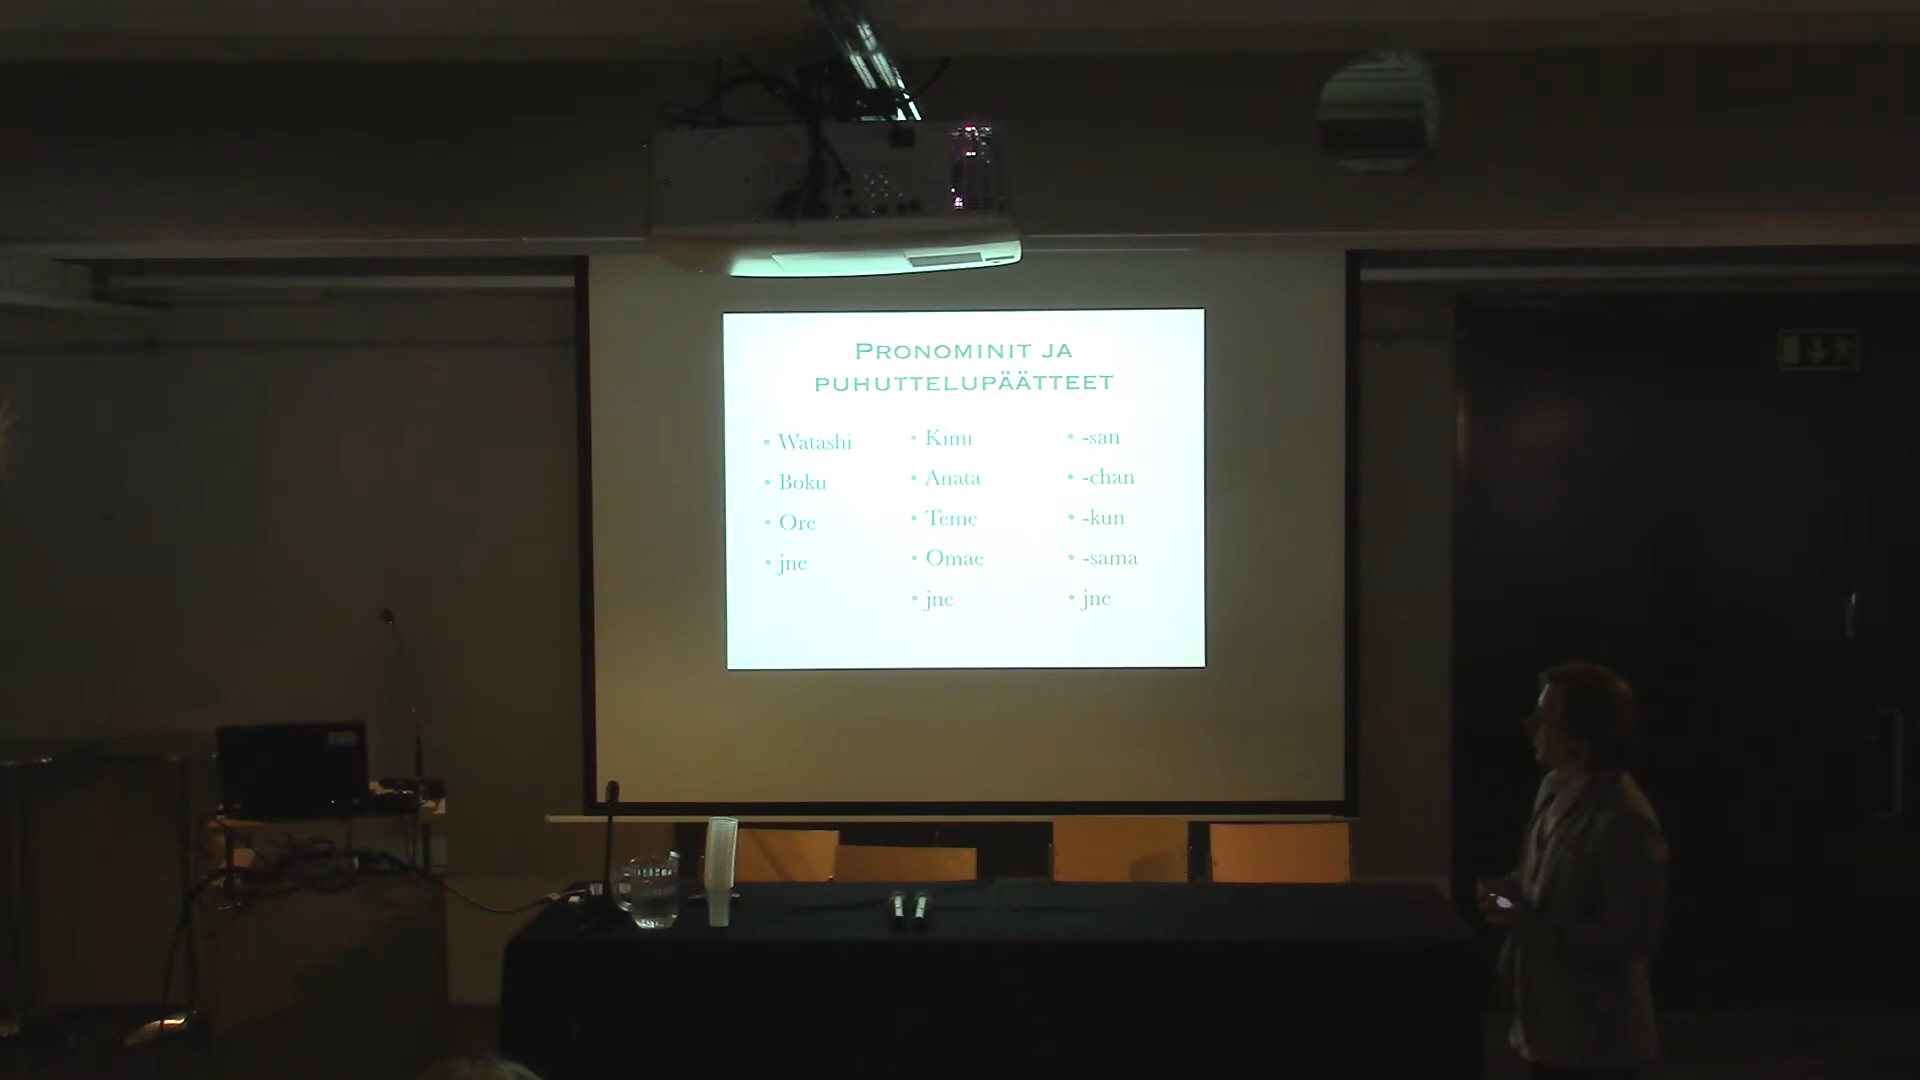 Pronominit ja
puhuttelupäätteet
• Watashi
• Boku
• Ore
• jne
• Kimi
• Anata
• Teme
• Omae
• jne
• -san
• -chan
• -kun
• -sama
• jne